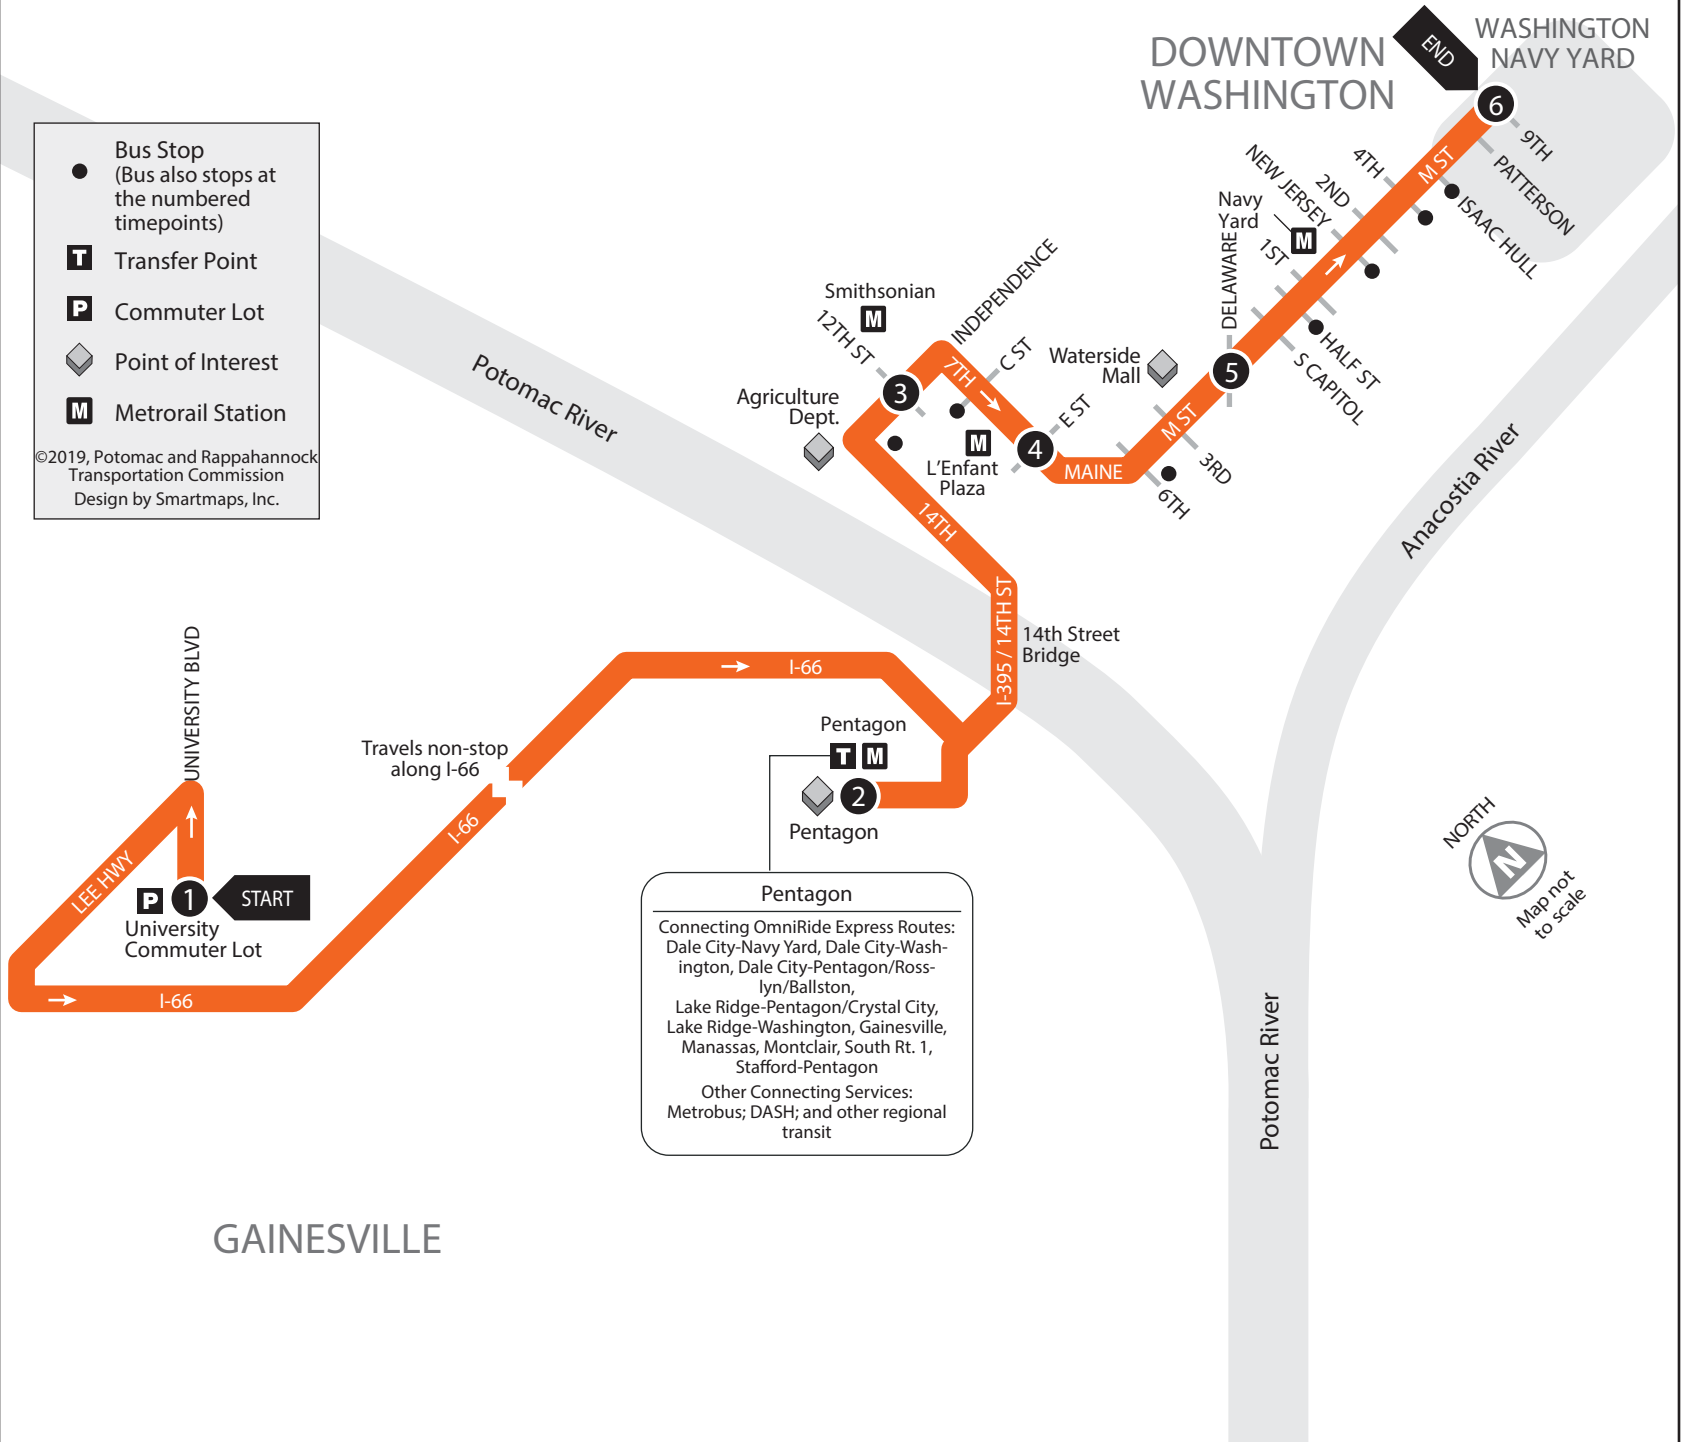 DOWNTOWN
WASHINGTON
END
WASHINGTON
NAVY YARD
6
9TH
PATTERSON
ISAAC HULL
M ST
4TH
2ND
NEW JERSEY
Navy
Yard
M
1ST
DELAWARE
HALF ST
S CAPITOL
5
Bus Stop
(Bus also stops at
the numbered
timepoints)
T
Transfer Point
P
Commuter Lot
Point of Interest
M
Metrorail Station
©2019, Potomac and Rappahannock
Transportation Commission
Design by Smartmaps, Inc.
Potomac River
Smithsonian
M
12TH ST
INDEPENDENCE
3
7TH
C ST
Agriculture
Dept.
Waterside
Mall
M
L'Enfant
Plaza
4
E ST
MAINE
M ST
3RD
6TH
14TH
Anacostia River
I-395 / 14TH ST
14th Street
Bridge
UNIVERSITY BLVD
Travels non-stop
along I-66
I-66
I-66
Pentagon
T M
2
Pentagon
LEE HWY
P
1
START
University
Commuter Lot
I-66
Pentagon
Connecting OmniRide Express Routes:
Dale City-Navy Yard, Dale City-Wash-
ington, Dale City-Pentagon/Ross-
lyn/Ballston,
Lake Ridge-Pentagon/Crystal City,
Lake Ridge-Washington, Gainesville,
Manassas, Montclair, South Rt. 1,
Stafford-Pentagon
Other Connecting Services:
Metrobus; DASH; and other regional
transit
NORTH
N
Map not
to scale
Potomac River
GAINESVILLE